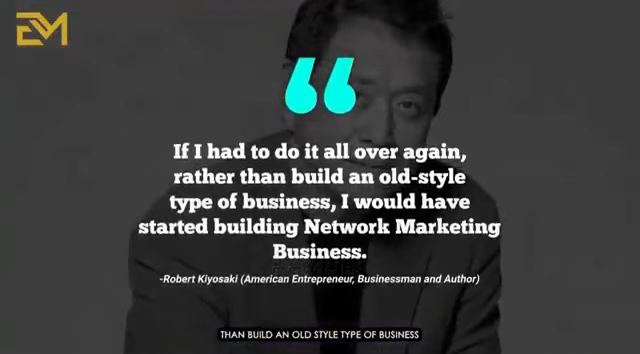 EM
“
If I had to do it all over again,
rather than build an old-style
type of business, I would have
started building Network Marketing
Business.
-Robert Kiyosaki (American Entrepreneur, Businessman and Author)
THAN BUILD AN OLD STYLE TYPE OF BUSINESS